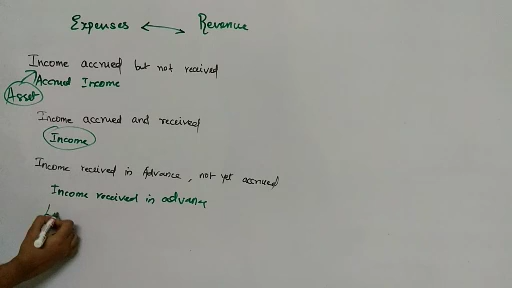 Expenses ⟷ Revenue
Income accrued but not received
Accrued Income
Asset
Income accrued and received
Income
Income received in Advance, not yet accrued
Income received in advance